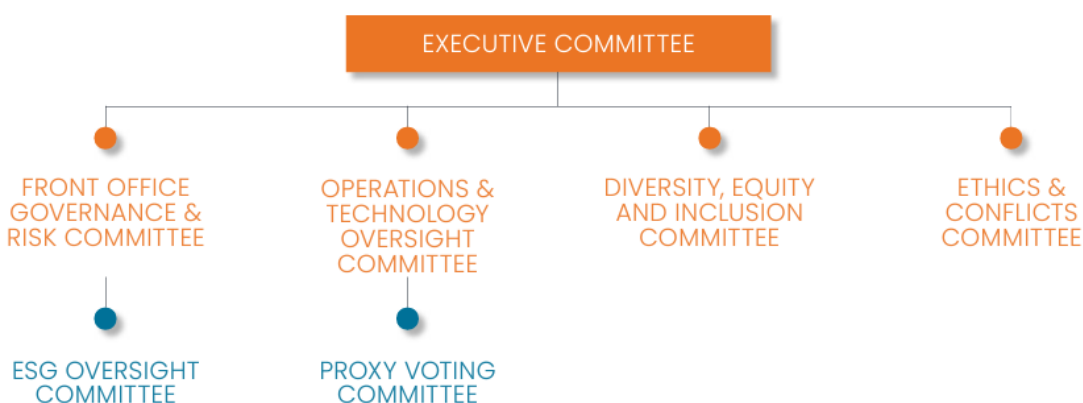 EXECUTIVE COMMITTEE
FRONT OFFICE
GOVERNANCE &
RISK COMMITTEE
OPERATIONS &
TECHNOLOGY
OVERSIGHT
COMMITTEE
DIVERSITY, EQUITY
AND INCLUSION
COMMITTEE
ETHICS &
CONFLICTS
COMMITTEE
ESG OVERSIGHT
COMMITTEE
PROXY VOTING
COMMITTEE